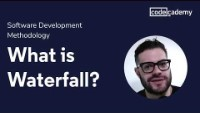 codecademy
Software Development
Methodology
What is
Waterfall?